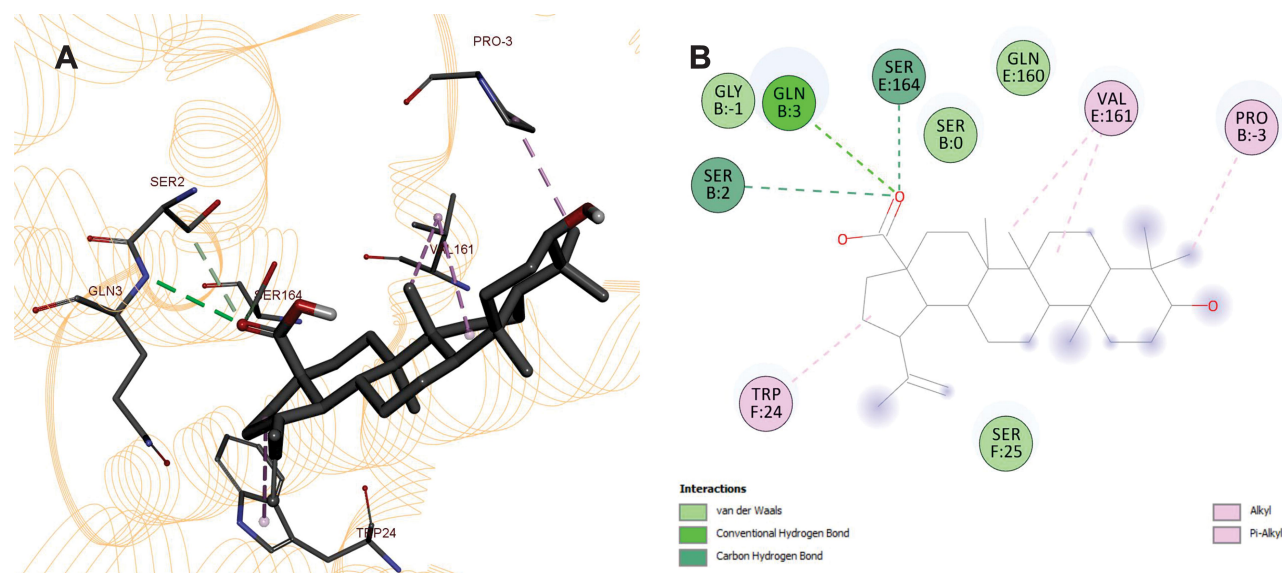 A
PRO-3
SER2
VAL161
GLN3
SER164
TRP24
B
GLY
B:-1
GLN
B:3
SER
E:164
GLN
E:160
SER
B:0
VAL
E:161
PRO
B:-3
SER
B:2
O
O
O
TRP
F:24
SER
F:25
Interactions
van der Waals
Conventional Hydrogen Bond
Carbon Hydrogen Bond
Alkyl
Pi-Alkyl